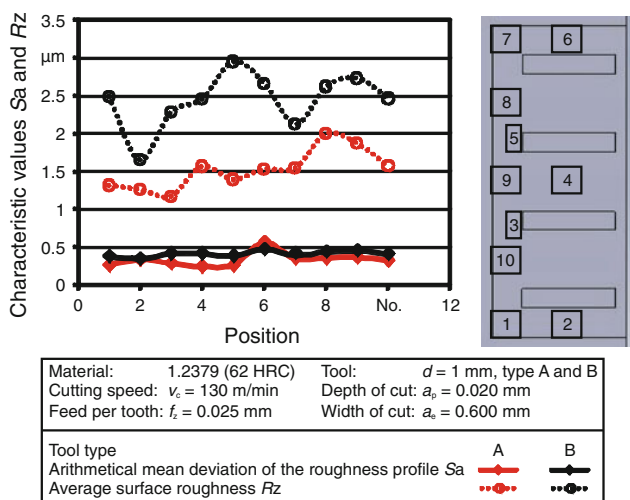 Characteristic values Sa and Rz
3.5
µm
2.5
2
1.5
1
0.5
0
0 2 4 6 8 No. 12
Position
7 6
8
5
9 4
3
10
1 2
Material: 1.2379 (62 HRC) Tool: d = 1 mm, type A and B
Cutting speed: vc = 130 m/min Depth of cut: ap = 0.020 mm
Feed per tooth: fz = 0.025 mm Width of cut: ae = 0.600 mm
Tool type A B
Arithmetical mean deviation of the roughness profile Sa
Average surface roughness Rz